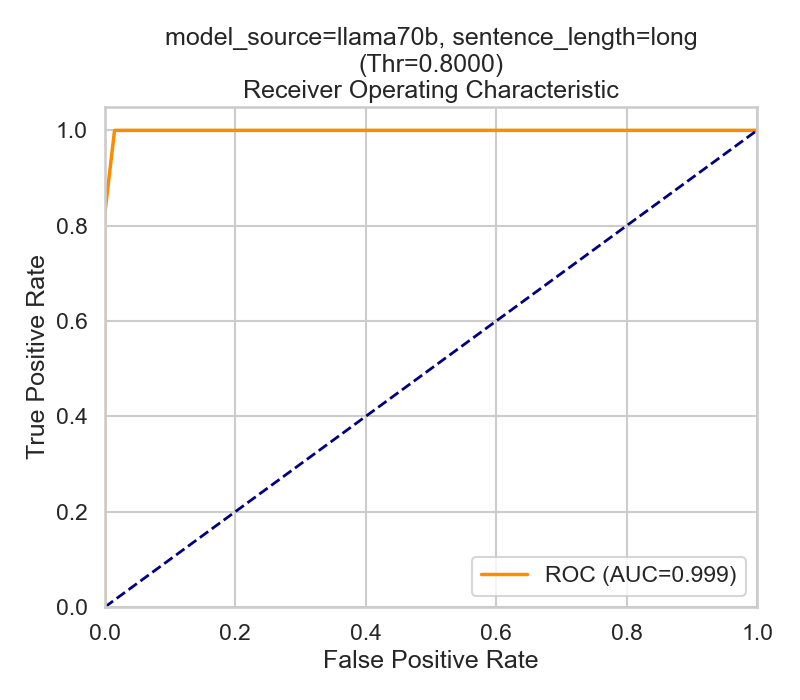 model_source=llama70b, sentence_length=long
(Thr=0.8000)
Receiver Operating Characteristic
1.0
0.8
0.6
0.4
0.2
0.0
True Positive Rate
ROC (AUC=0.999)
0.0 0.2 0.4 0.6 0.8 1.0
False Positive Rate